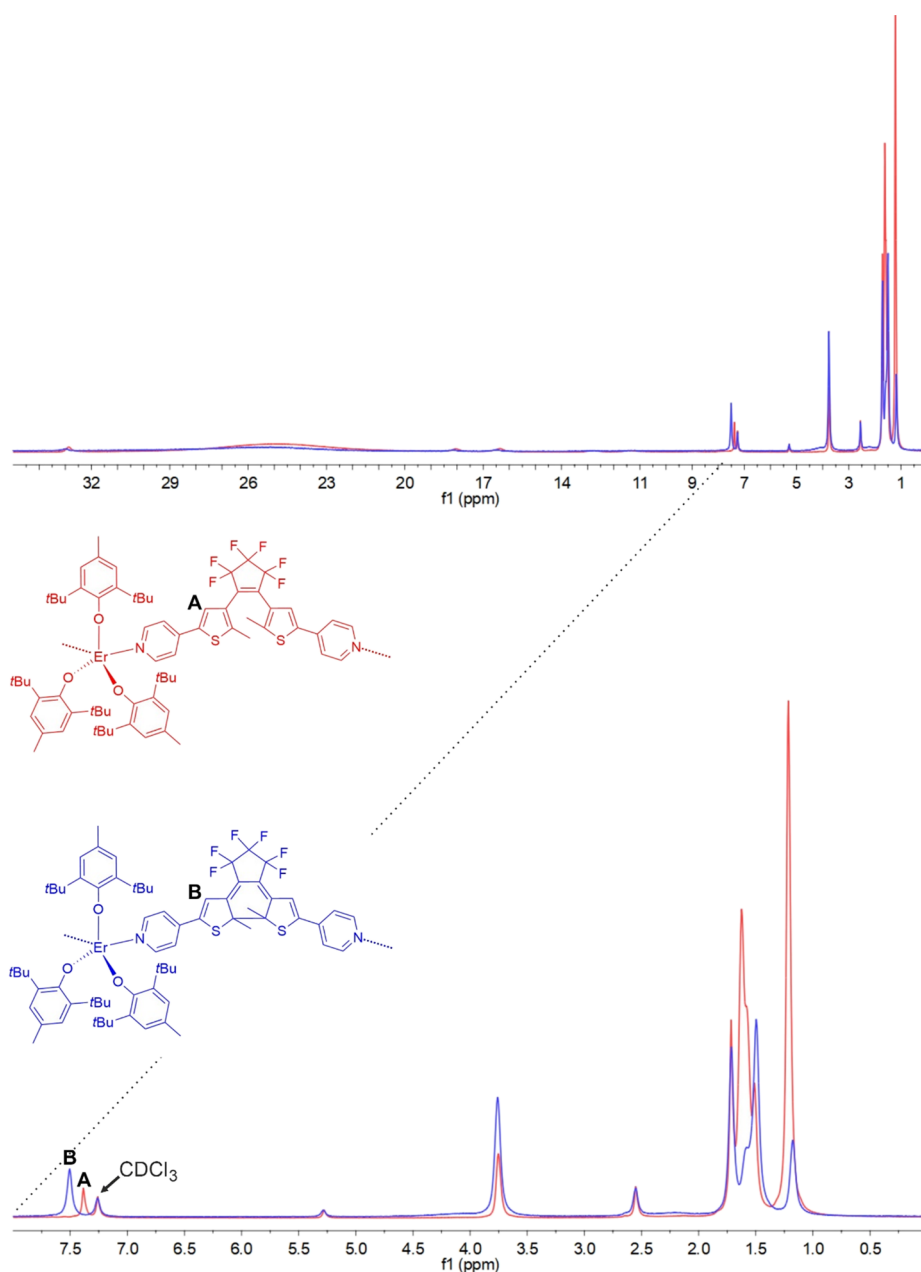 32 29 26 23 20 17 14 11 9 7 5 3 1
f1 (ppm)
F F
F F
F F
A
tBu tBu
O
S S
N N
Er
O O
tBu tBu
tBu tBu
F F
F F
F F
B
tBu tBu
O
S S
N N
Er
O O
tBu tBu
tBu tBu
B
A
CDCl3
7.5 7.0 6.5 6.0 5.5 5.0 4.5 4.0 3.5 3.0 2.5 2.0 1.5 1.0 0.5 0.0
f1 (ppm)